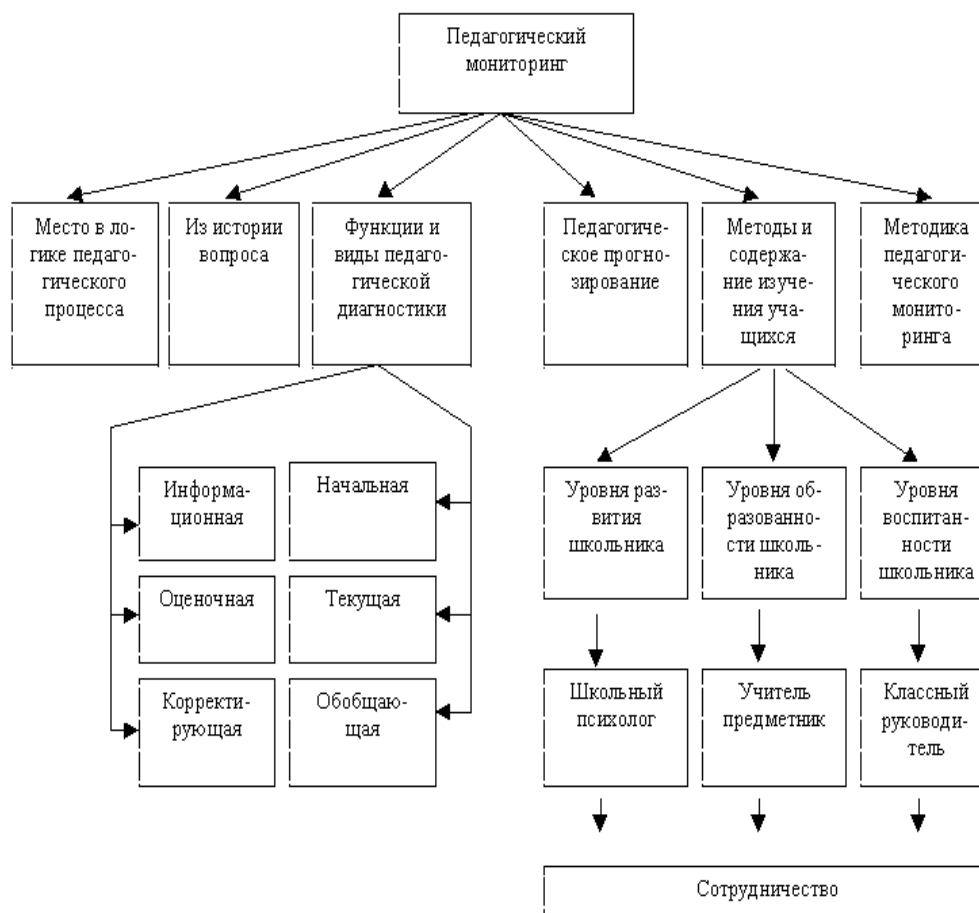 Педагогический
мониторинг
Место в ло-
гике педаго-
гического
процесса
Из истории
вопроса
Функции и
виды педаго-
гической
диагностики
Педагогиче-
ское прогно-
зирование
Методы и
содержа-
ние изуче-
ния уча-
щихся
Методика
педагоги-
ческого
монито-
ринга
Информа-
ционная
Начальная
Оценочная
Текущая
Корректи-
рующая
Обобщаю-
щая
Уровня раз-
вития
школьника
Уровня об-
разованно-
сти школь-
ника
Уровня
воспитан-
ности
школьника
Школьный
психолог
Учитель
предметник
Классный
руководи-
тель
Сотрудничество